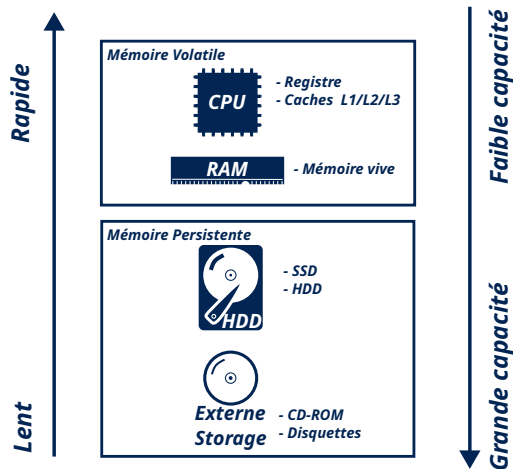 Rapide
Lent
Mémoire Volatile
CPU
- Registre
- Caches L1/L2/L3
RAM
- Mémoire vive
Mémoire Persistente
HDD
- SSD
- HDD
Externe
Storage
- CD-ROM
- Disquettes
Faible capacité
Grande capacité